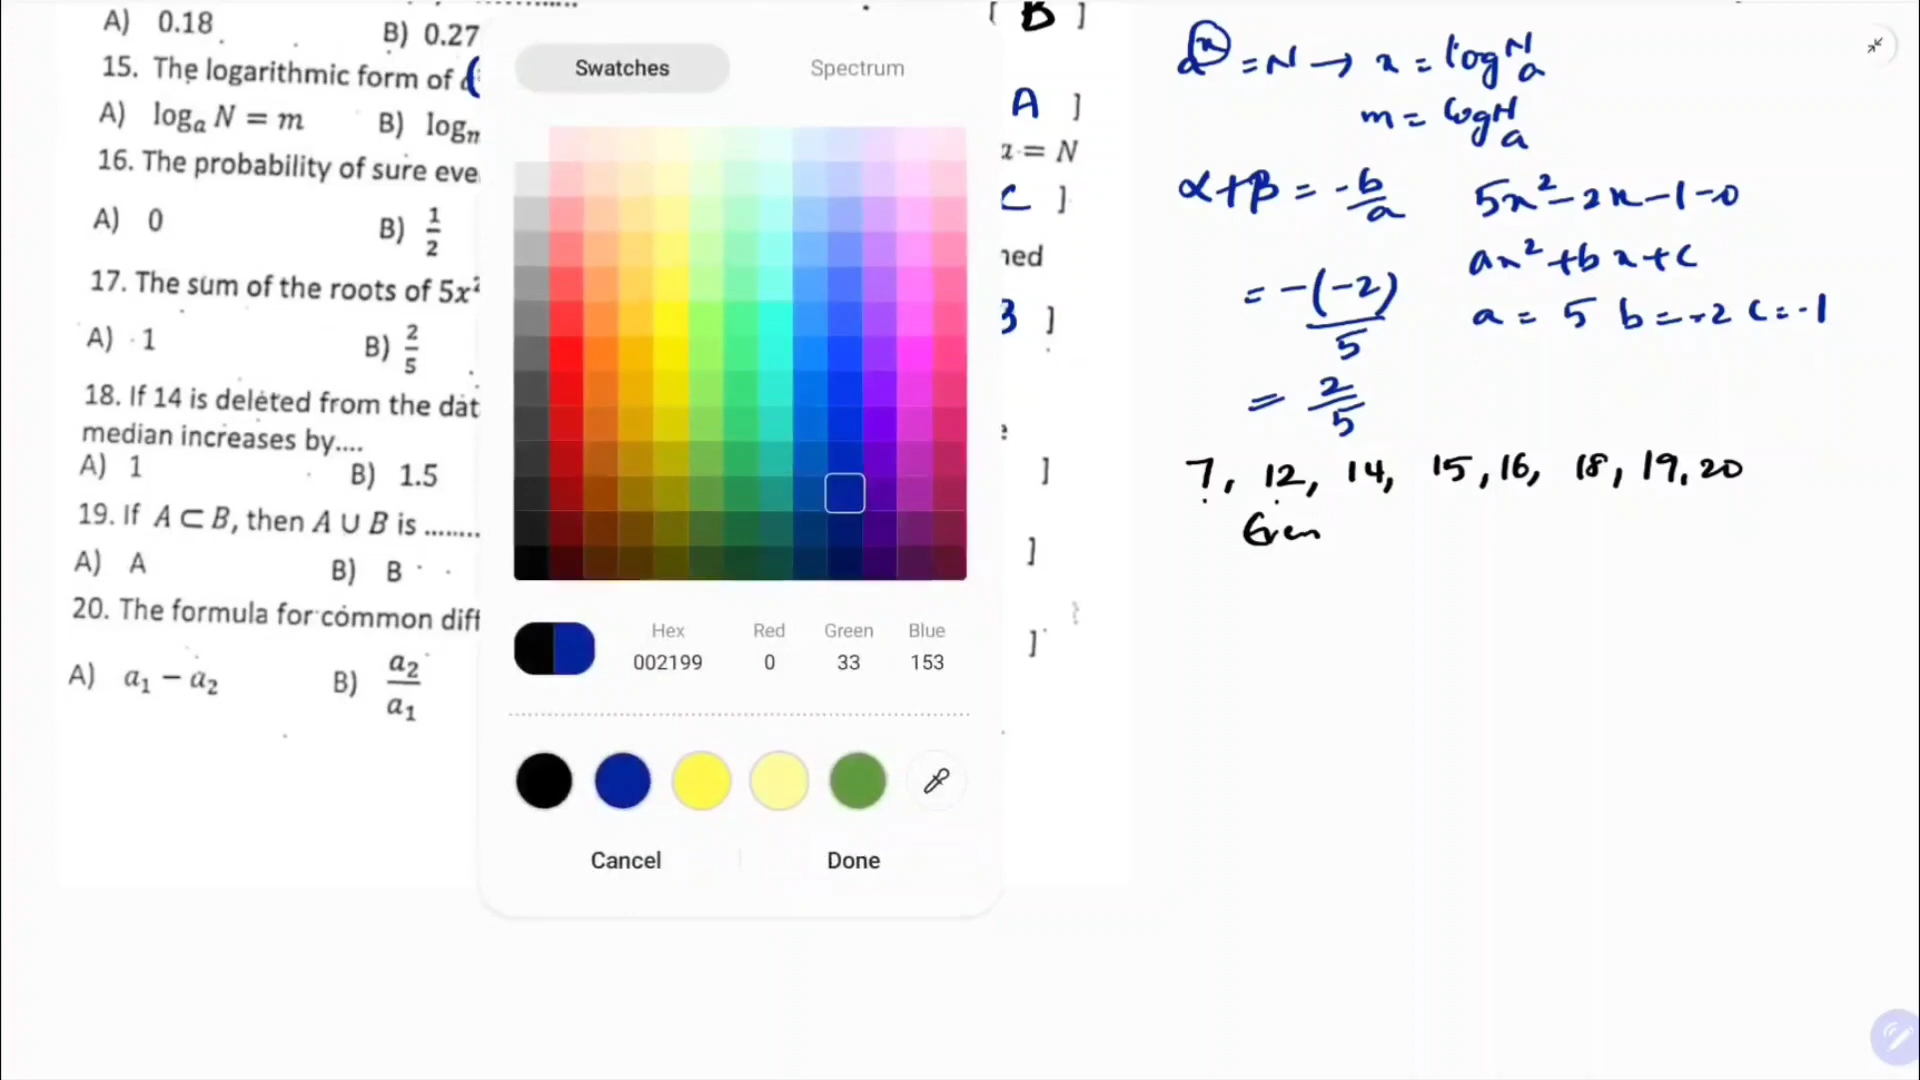 A) 0.18 B) 0.27
15. The logarithmic form of
A) logₐ N = m B) log
16. The probability of sure eve
A) 0 B) 1/2
17. The sum of the roots of 5x²
A) 1 B) 2/5
18. If 14 is deleted from the dat
median increases by....
A) 1 B) 1.5
19. If A ⊂ B, then A ∪ B is ........
A) A B) B
20. The formula for common diff
A) a₁ − a₂ B) a₂/a₁
Swatches Spectrum
Hex Red Green Blue
002199 0 33 153
Cancel Done
[ B ]
A ]
= N
C ]
ned
]
]
]
]
aˣ = N → x = log N a
m = log N a
α+β = -b/a 5x² - 2x - 1 = 0
ax² + bx + c
= -(-2)/5 a = 5 b = -2 c = -1
= 2/5
7, 12, 14, 15, 16, 18, 19, 20
Even